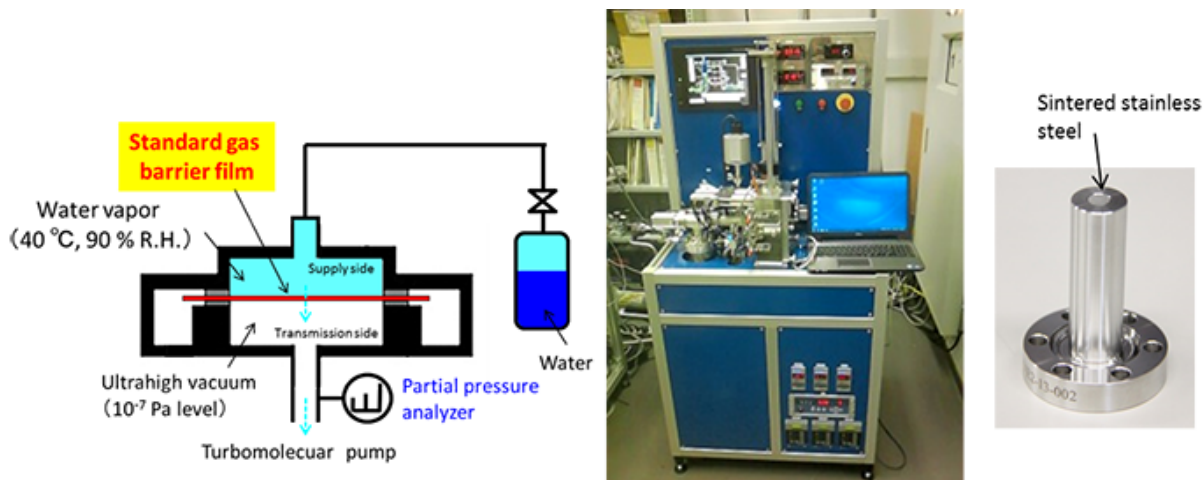 Standard gas
barrier film
Water vapor
(40 ℃, 90 % R.H.)
Supply side
Transmission side
Ultrahigh vacuum
(10⁻⁷ Pa level)
Partial pressure
analyzer
Turbomolecuar pump
Water
Sintered stainless
steel